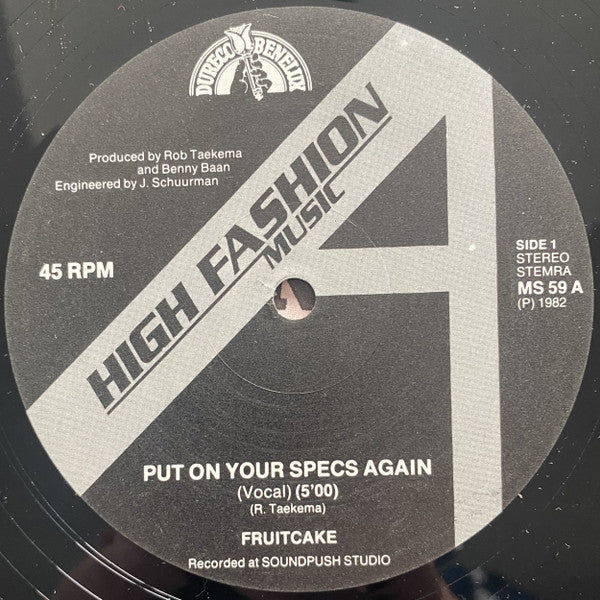 DURECO BENELUX
Produced by Rob Taekema
and Benny Baan
Engineered by J. Schuurman
HIGH FASHION
MUSIC
45 RPM
SIDE 1
STEREO
STEMRA
MS 59 A
(P) 1982
PUT ON YOUR SPECS AGAIN
(Vocal) (5'00)
(R. Taekema)
FRUITCAKE
Recorded at SOUNDPUSH STUDIO